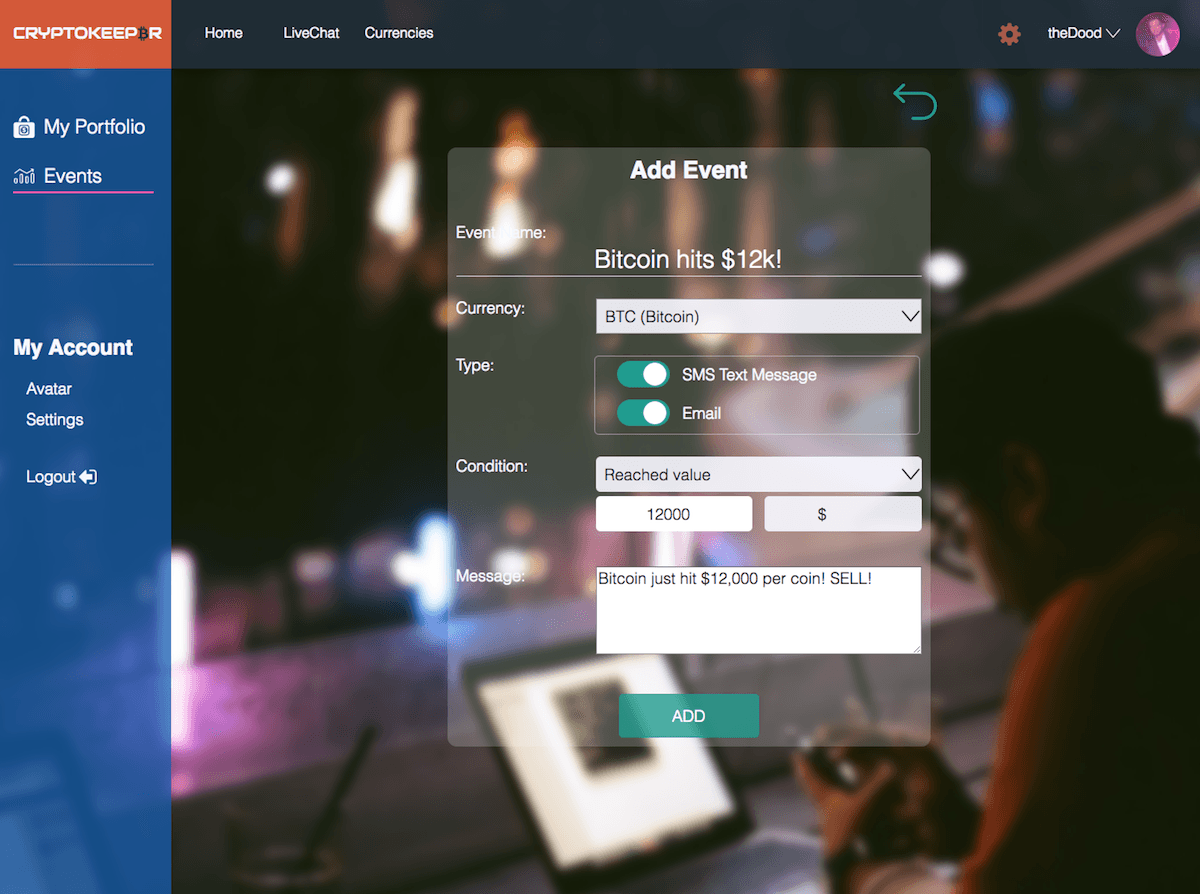 CRYPTOKEEP₿R
Home LiveChat Currencies
theDood
My Portfolio
Events
My Account
Avatar
Settings
Logout
Add Event
Event Name:
Bitcoin hits $12k!
Currency:
BTC (Bitcoin)
Type:
SMS Text Message
Email
Condition:
Reached value
12000 $
Message:
Bitcoin just hit $12,000 per coin! SELL!
ADD